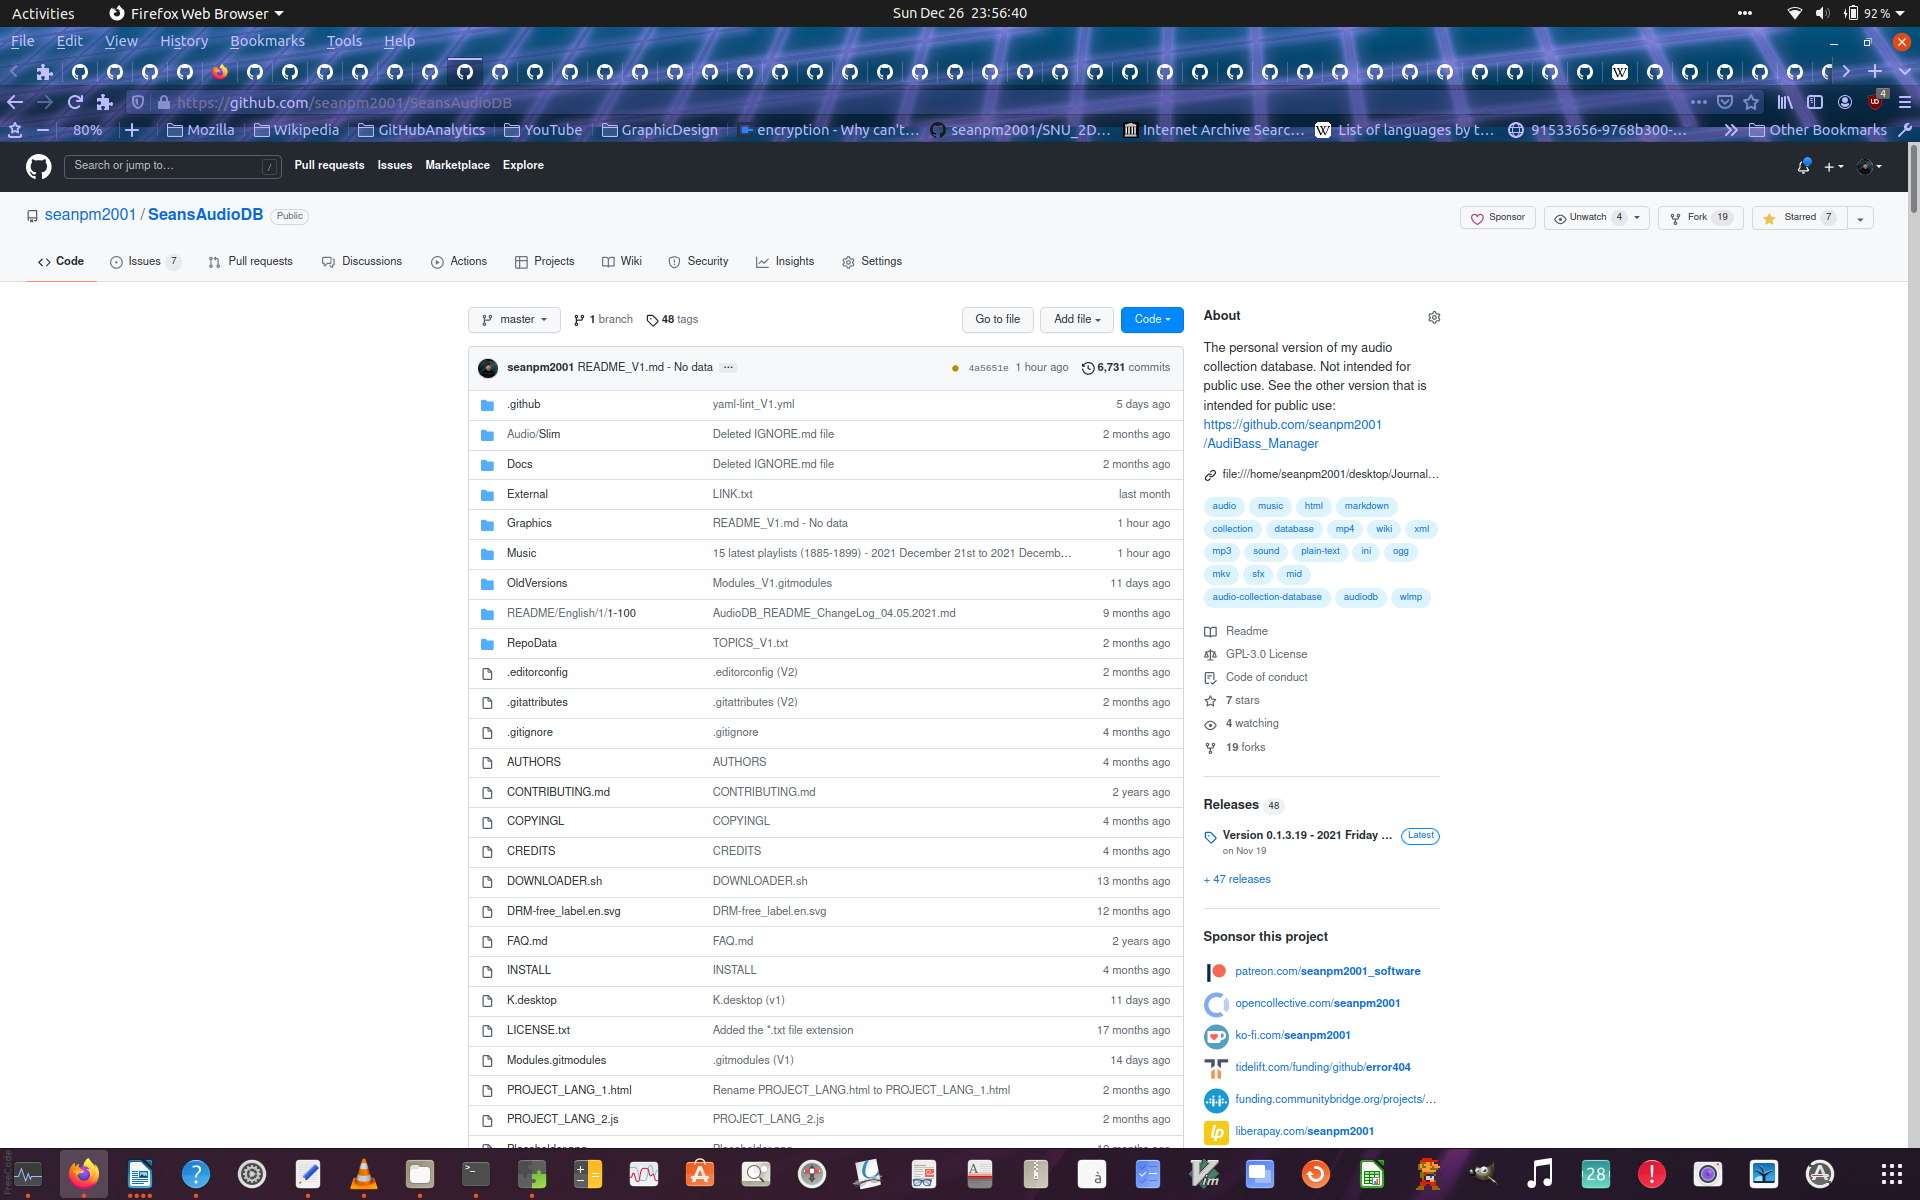 Activities
Firefox Web Browser
Sun Dec 26 23:56:40
92 %
File Edit View History Bookmarks Tools Help
https://github.com/seanpm2001/SeansAudioDB
4
80%
Mozilla
Wikipedia
GitHubAnalytics
YouTube
GraphicDesign
encryption - Why can't…
seanpm2001/SNU_2D…
Internet Archive Searc…
List of languages by t…
91533656-9768b300-…
Other Bookmarks
Search or jump to…
/
Pull requests Issues Marketplace Explore
seanpm2001 / SeansAudioDB Public
Sponsor
Unwatch 4
Fork 19
Starred 7
Code
Issues 7
Pull requests
Discussions
Actions
Projects
Wiki
Security
Insights
Settings
master
1 branch
48 tags
Go to file
Add file
Code
seanpm2001 README_V1.md - No data ... 4a5651e 1 hour ago 6,731 commits
.github yaml-lint_V1.yml 5 days ago
Audio/Slim Deleted IGNORE.md file 2 months ago
Docs Deleted IGNORE.md file 2 months ago
External LINK.txt last month
Graphics README_V1.md - No data 1 hour ago
Music 15 latest playlists (1885-1899) - 2021 December 21st to 2021 Decemb… 1 hour ago
OldVersions Modules_V1.gitmodules 11 days ago
README/English/1/1-100 AudioDB_README_ChangeLog_04.05.2021.md 9 months ago
RepoData TOPICS_V1.txt 2 months ago
.editorconfig .editorconfig (V2) 2 months ago
.gitattributes .gitattributes (V2) 2 months ago
.gitignore .gitignore 4 months ago
AUTHORS AUTHORS 4 months ago
CONTRIBUTING.md CONTRIBUTING.md 2 years ago
COPYINGL COPYINGL 4 months ago
CREDITS CREDITS 4 months ago
DOWNLOADER.sh DOWNLOADER.sh 13 months ago
DRM-free_label.en.svg DRM-free_label.en.svg 12 months ago
FAQ.md FAQ.md 2 years ago
INSTALL INSTALL 4 months ago
K.desktop K.desktop (v1) 11 days ago
LICENSE.txt Added the *.txt file extension 17 months ago
Modules.gitmodules .gitmodules (V1) 14 days ago
PROJECT_LANG_1.html Rename PROJECT_LANG.html to PROJECT_LANG_1.html 2 months ago
PROJECT_LANG_2.js PROJECT_LANG_2.js 2 months ago
About
The personal version of my audio
collection database. Not intended for
public use. See the other version that is
intended for public use:
https://github.com/seanpm2001
/AudiBass_Manager
file:///home/seanpm2001/desktop/Journal…
audio music html markdown
collection database mp4 wiki xml
mp3 sound plain-text ini ogg
mkv sfx mid
audio-collection-database audiodb wlmp
Readme
GPL-3.0 License
Code of conduct
7 stars
4 watching
19 forks
Releases 48
Version 0.1.3.19 - 2021 Friday … Latest
on Nov 19
+ 47 releases
Sponsor this project
patreon.com/seanpm2001_software
opencollective.com/seanpm2001
ko-fi.com/seanpm2001
tidelift.com/funding/github/error404
funding.communitybridge.org/projects/…
lp liberapay.com/seanpm2001
28